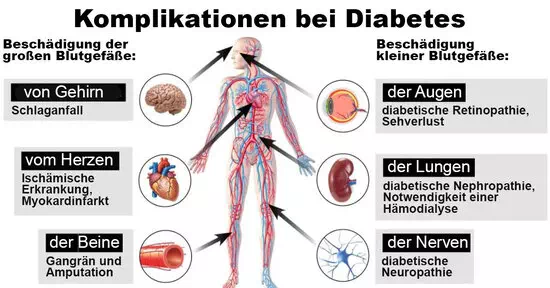 Komplikationen bei Diabetes
Beschädigung der
großen Blutgefäße:
von Gehirn
Schlaganfall
vom Herzen
Ischämische
Erkrankung,
Myokardinfarkt
der Beine
Gangrän und
Amputation
Beschädigung
kleiner Blutgefäße:
der Augen
diabetische Retinopathie,
Sehverlust
der Lungen
diabetische Nephropathie,
Notwendigkeit einer
Hämodialyse
der Nerven
diabetische
Neuropathie